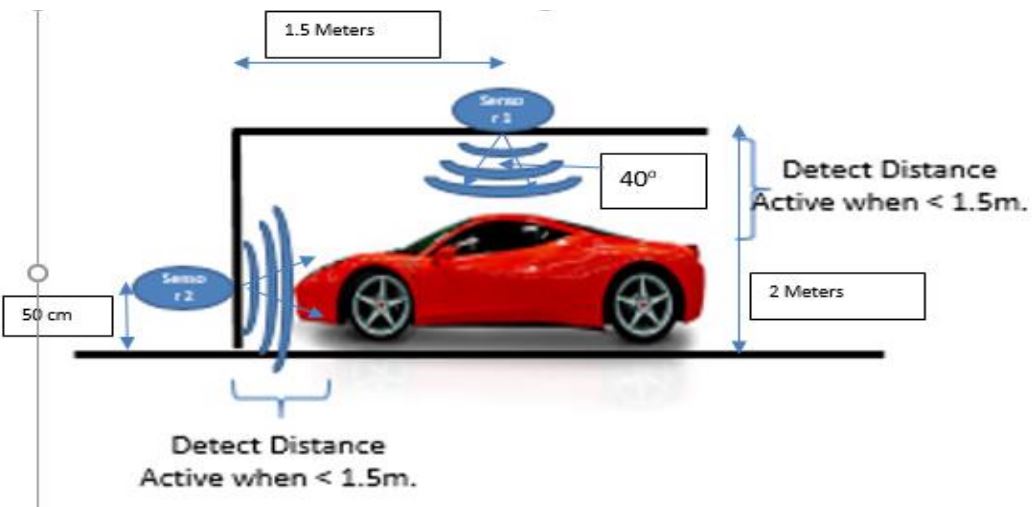 1.5 Meters
Senso
r 1
40°
Detect Distance
Active when < 1.5m.
Senso
r 2
50 cm
2 Meters
Detect Distance
Active when < 1.5m.